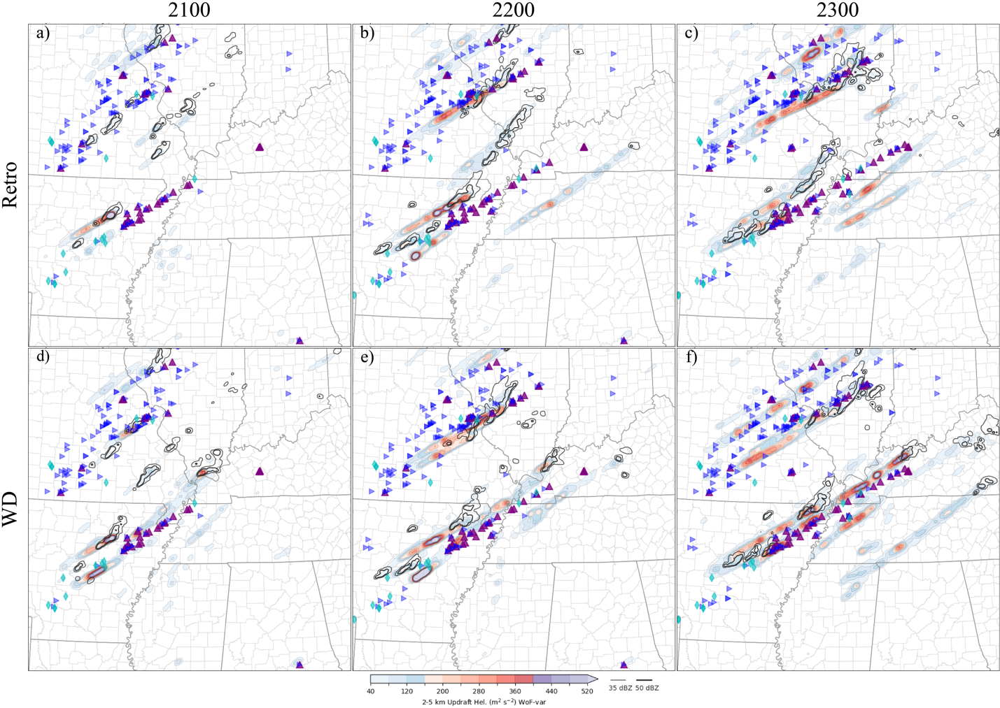 2100 2200 2300
a) b) c)
Retro
d) e) f)
WD
40 120 200 280 360 440 520
2-5 km Updraft Hel. (m² s⁻²) WoF-var
35 dBZ 50 dBZ